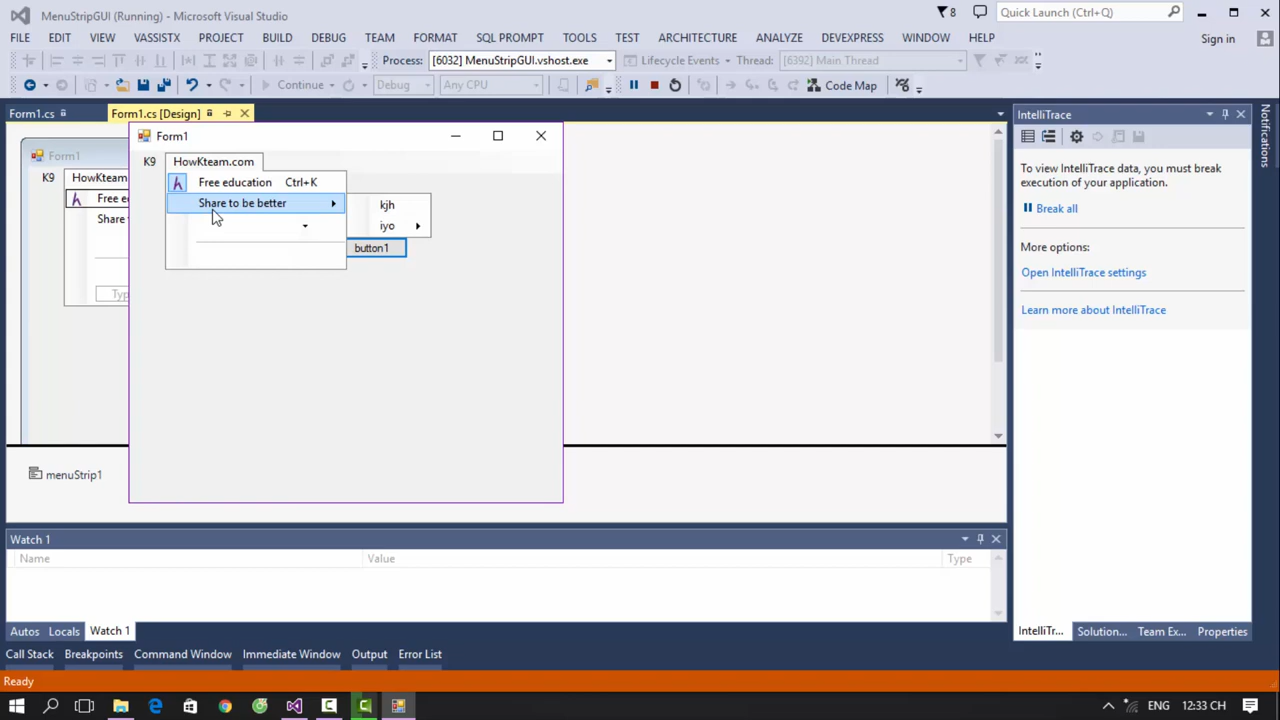 MenuStripGUI (Running) - Microsoft Visual Studio
8
Quick Launch (Ctrl+Q)
FILE EDIT VIEW VASSISTX PROJECT BUILD DEBUG TEAM FORMAT SQL PROMPT TOOLS TEST ARCHITECTURE ANALYZE DEVEXPRESS WINDOW HELP
Sign in
Process: [6032] MenuStripGUI.vshost.exe Lifecycle Events Thread: [6392] Main Thread
Continue Debug Any CPU Code Map
Form1.cs Form1.cs [Design]
Form1
K9 HowKteam
Free e
Share
Typ
Form1
K9 HowKteam.com
Free education Ctrl+K
Share to be better
kjh
iyo
button1
menuStrip1
IntelliTrace
To view IntelliTrace data, you must break
execution of your application.
Break all
More options:
Open IntelliTrace settings
Learn more about IntelliTrace
Notifications
Watch 1
Name Value Type
Autos Locals Watch 1
IntelliTr... Solution... Team Ex... Properties
Call Stack Breakpoints Command Window Immediate Window Output Error List
Ready
ENG 12:33 CH